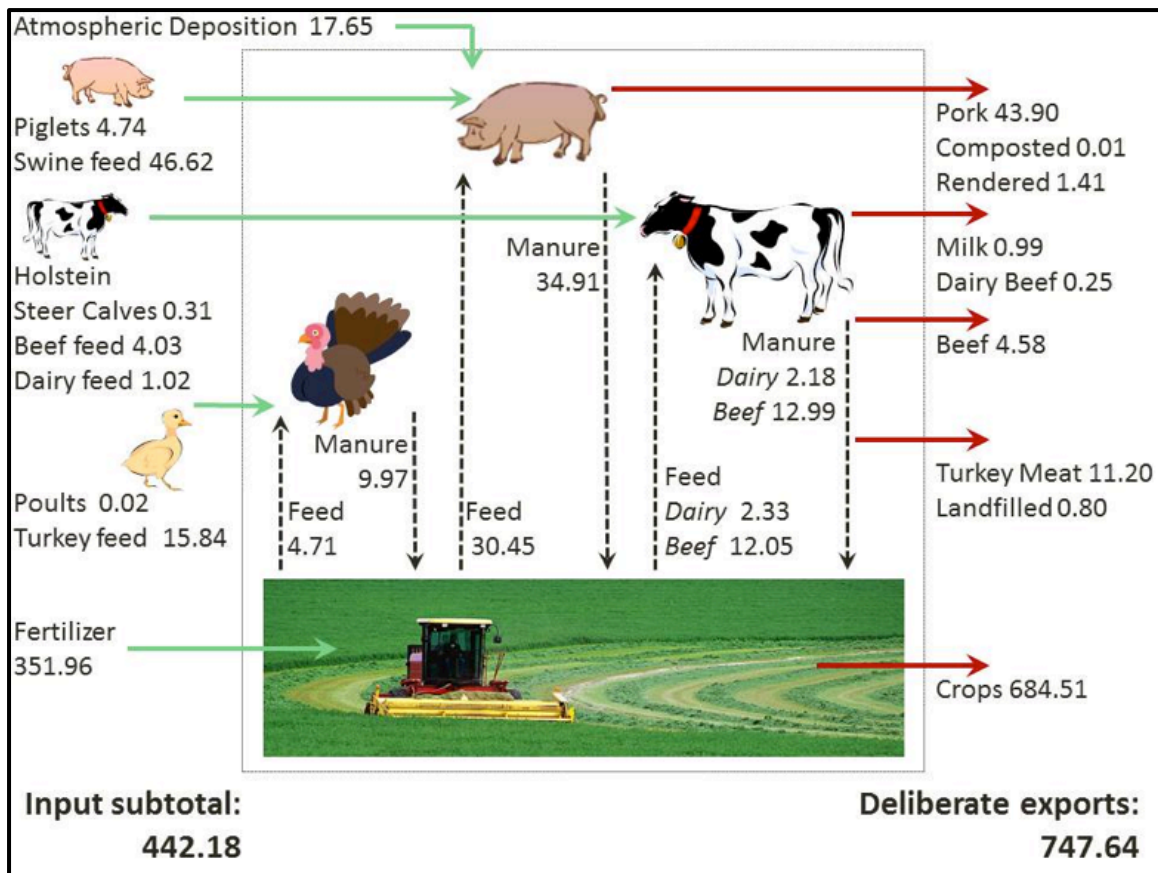 Atmospheric Deposition 17.65
Piglets 4.74
Swine feed 46.62
Holstein
Steer Calves 0.31
Beef feed 4.03
Dairy feed 1.02
Poults 0.02
Turkey feed 15.84
Fertilizer
351.96
Manure
9.97
Feed
4.71
Manure
34.91
Feed
30.45
Manure
Dairy 2.18
Beef 12.99
Feed
Dairy 2.33
Beef 12.05
Pork 43.90
Composted 0.01
Rendered 1.41
Milk 0.99
Dairy Beef 0.25
Beef 4.58
Turkey Meat 11.20
Landfilled 0.80
Crops 684.51
Input subtotal:
442.18
Deliberate exports:
747.64